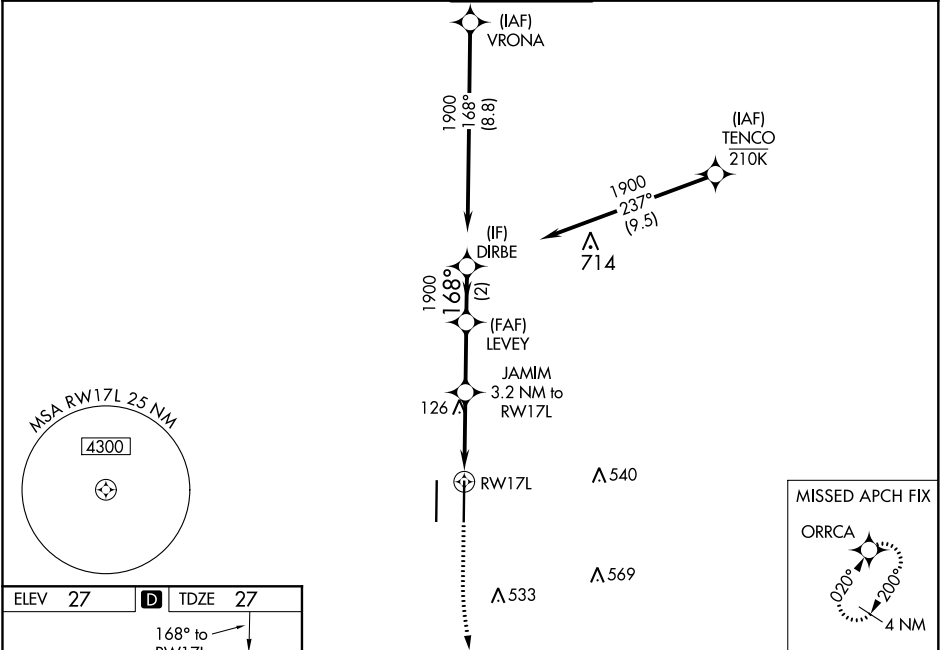 (IAF)
VRONA
1900
168°
(8.8)
(IAF)
TENCO
210K
1900
237°
(9.5)
714
(IF)
DIRBE
1900
168°
(2)
(FAF)
LEVEY
JAMIM
3.2 NM to
RW17L
126
MSA RW17L 25 NM
4300
RW17L
540
569
533
MISSED APCH FIX
ORRCA
020°
200°
4 NM
ELEV 27 D TDZE 27
168° to
RW17L